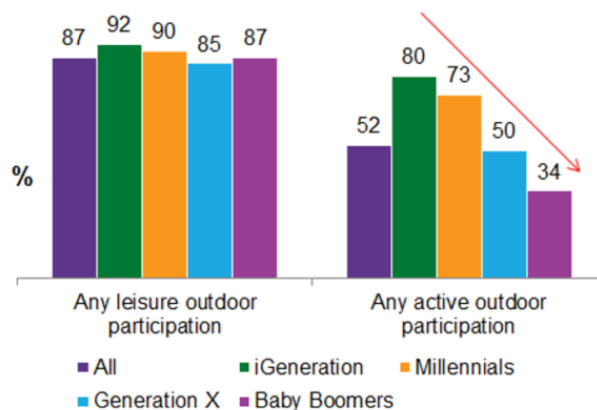 87 92 90 85 87
52 80 73 50 34
%
Any leisure outdoor participation
Any active outdoor participation
All iGeneration Millennials
Generation X Baby Boomers